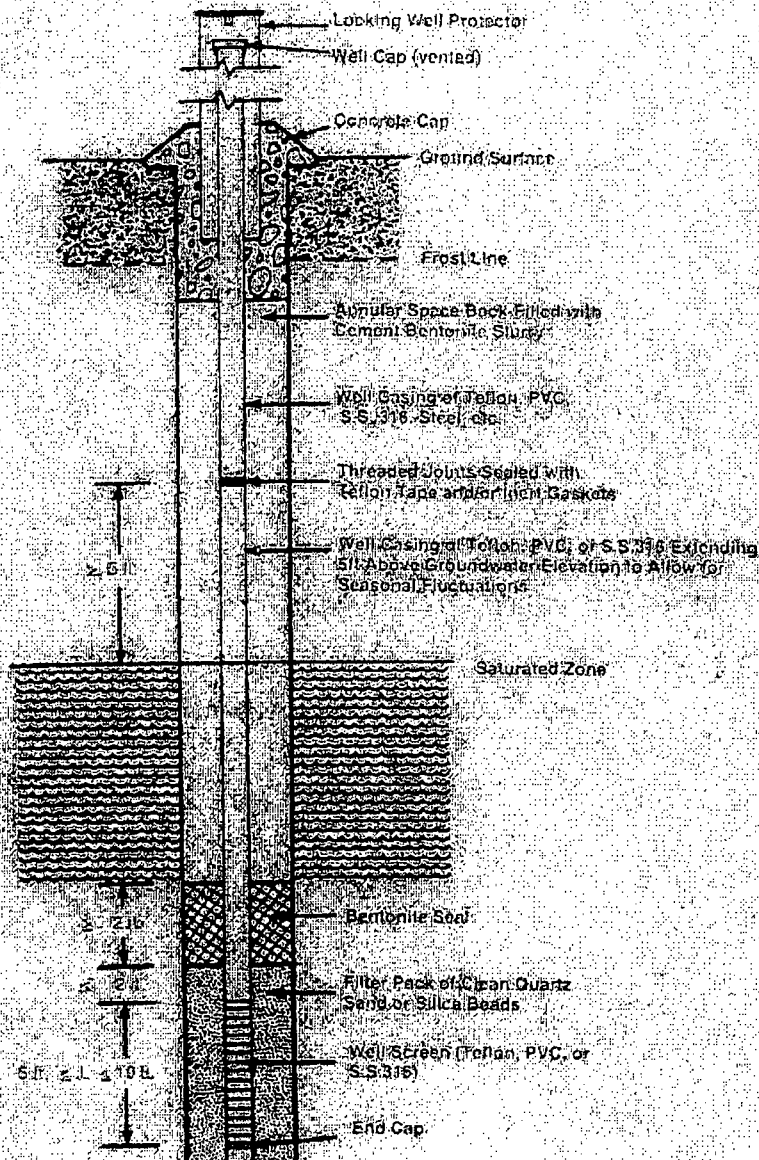 Locking Well Protector
Well Cap (vented)
Concrete Cap
Ground Surface
Frost Line
Annular Space Back-Filled with
Cement Bentonite Slurry
Well Casing of Teflon, PVC,
S.S. 316, Steel, etc.
Threaded Joints Sealed with
Teflon Tape and/or Inert Gaskets
Well Casing of Teflon, PVC, or S.S. 316 Extending
5ft Above Groundwater Elevation to Allow for
Seasonal Fluctuations
Saturated Zone
Bentonite Seal
Filter Pack of Clean Quartz
Sand or Silica Beads
Well Screen (Teflon, PVC, or
S.S. 316)
End Cap